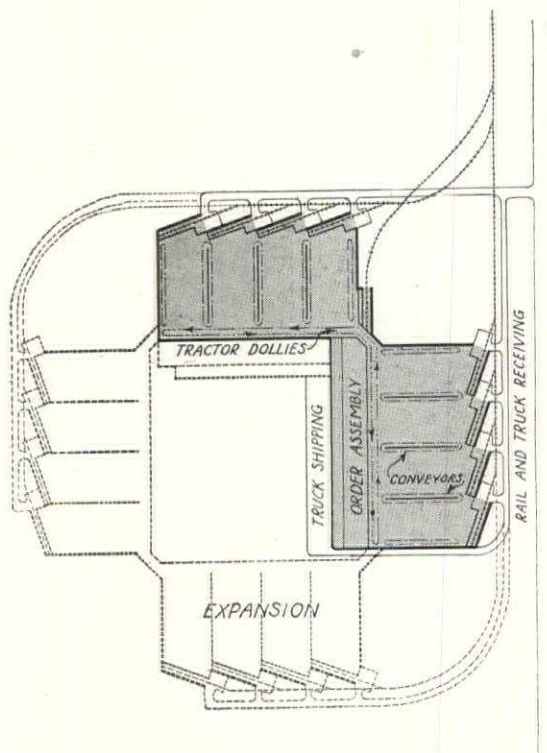 TRACTOR DOLLIES
TRUCK SHIPPING
ORDER ASSEMBLY
CONVEYORS
RAIL AND TRUCK RECEIVING
EXPANSION